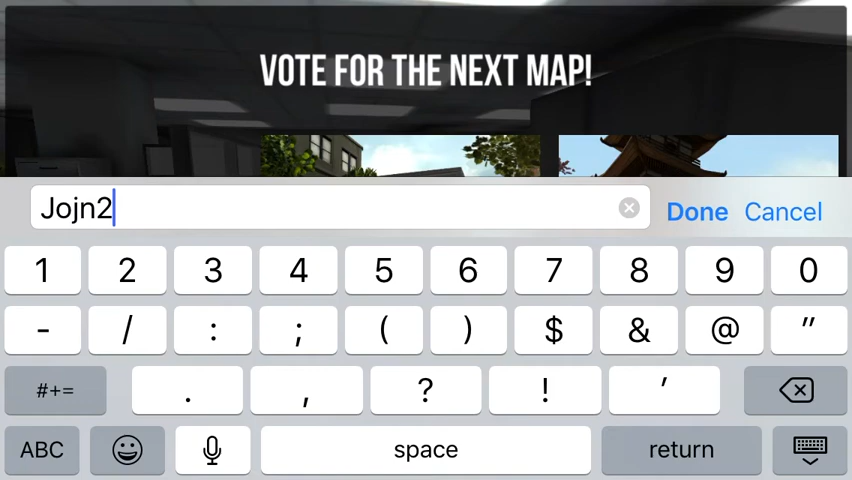 VOTE FOR THE NEXT MAP!
Jojn2
Done Cancel
1 2 3 4 5 6 7 8 9 0
- / : ; ( ) $ & @ "
#+= . , ? ! '
ABC space return